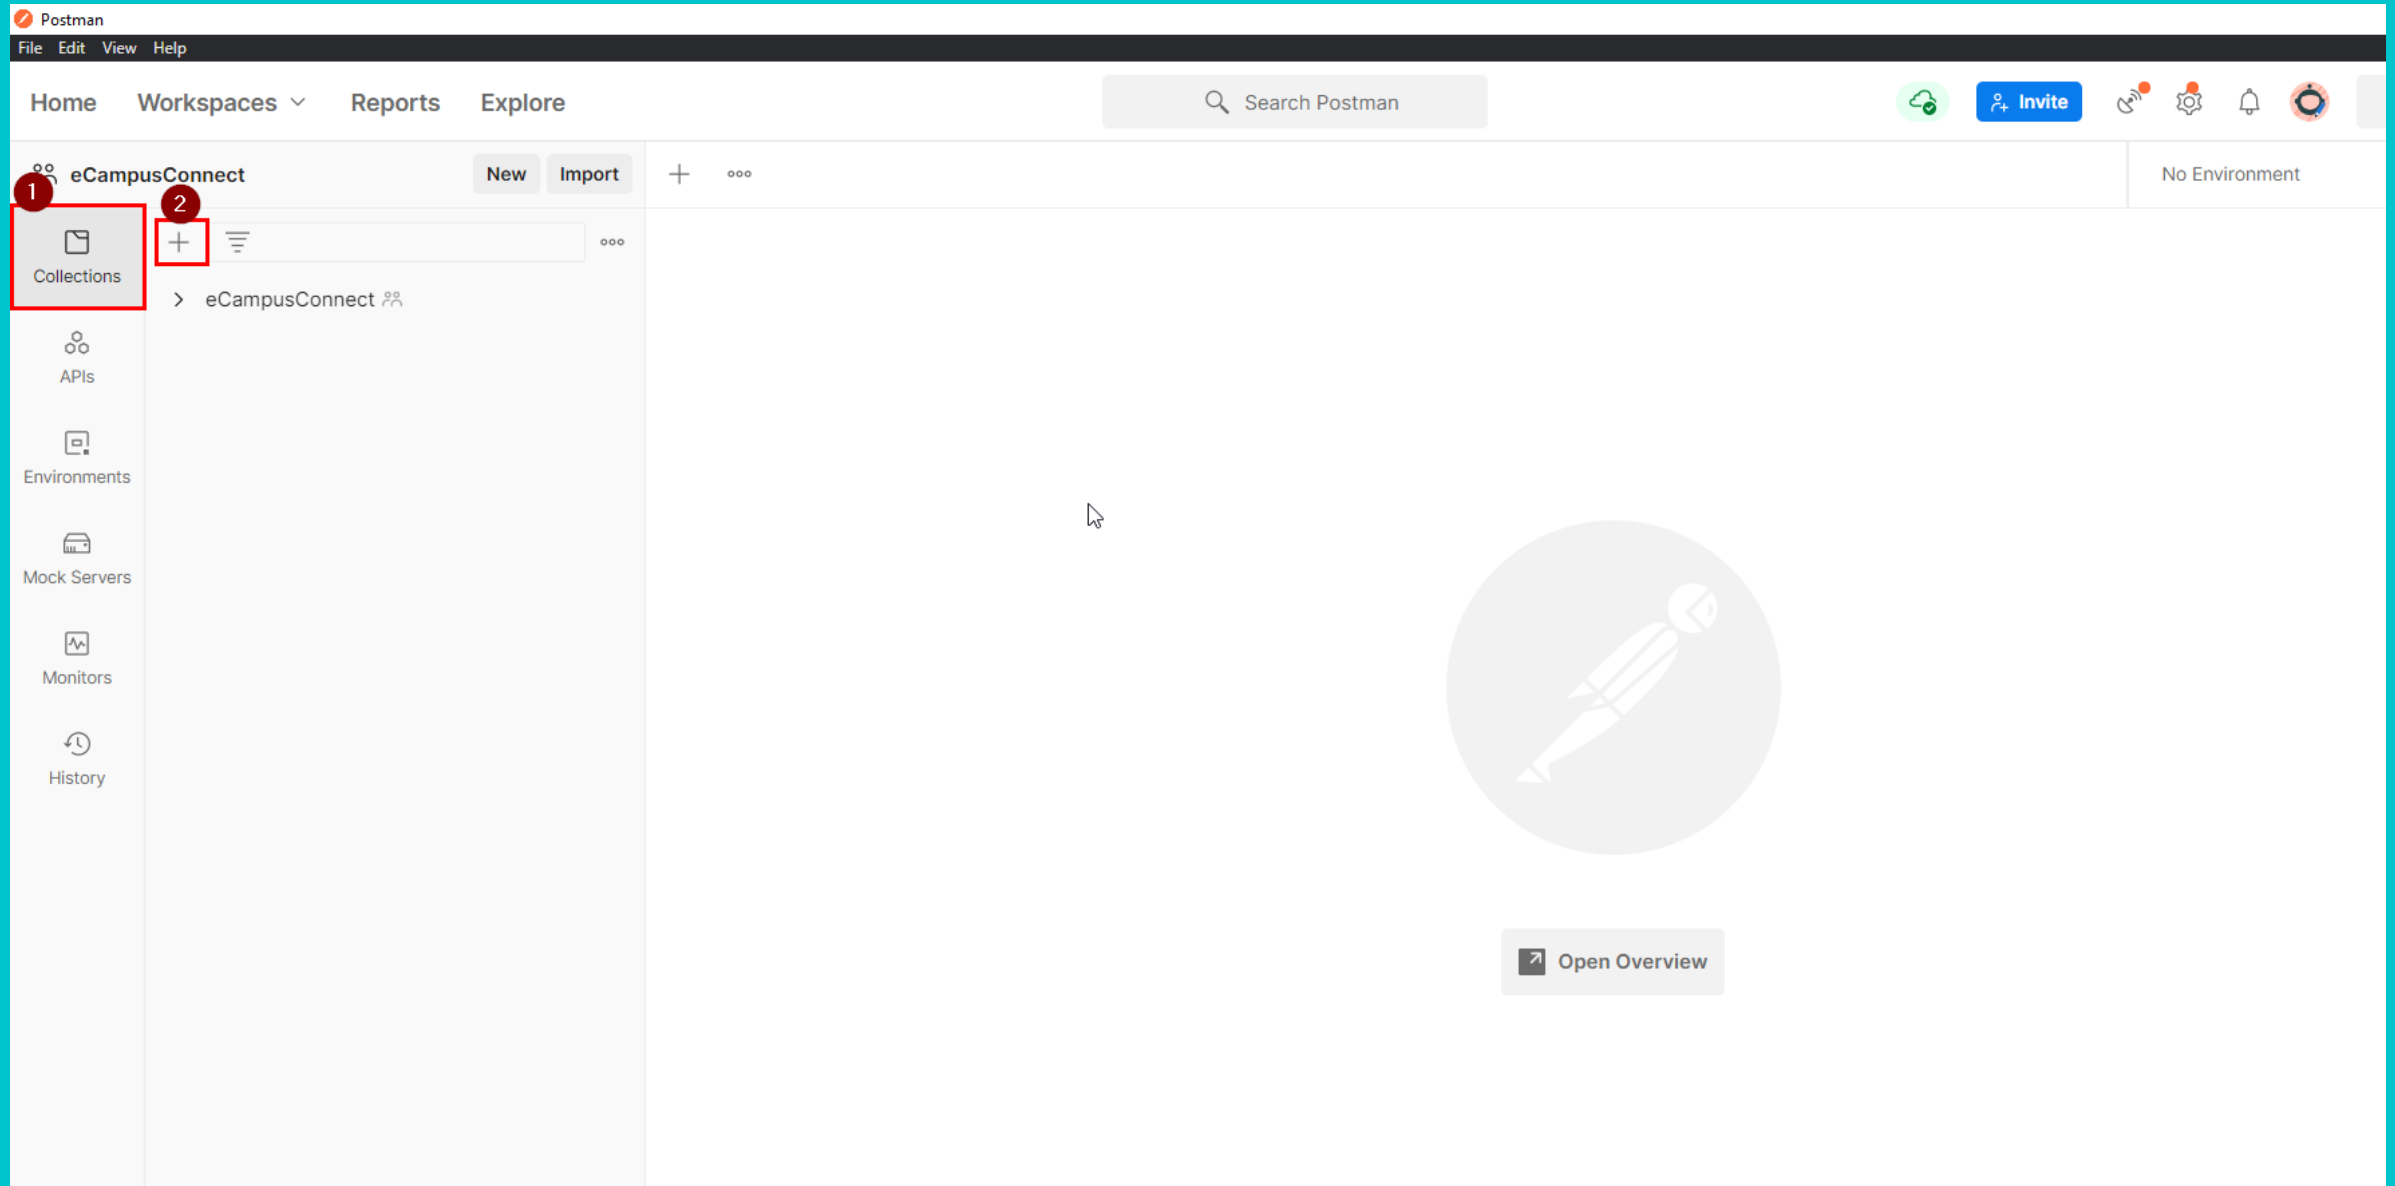 Postman
File Edit View Help
Home Workspaces Reports Explore Search Postman Invite
eCampusConnect New Import No Environment
1
2
Collections
eCampusConnect
APIs
Environments
Mock Servers
Monitors
History
Open Overview